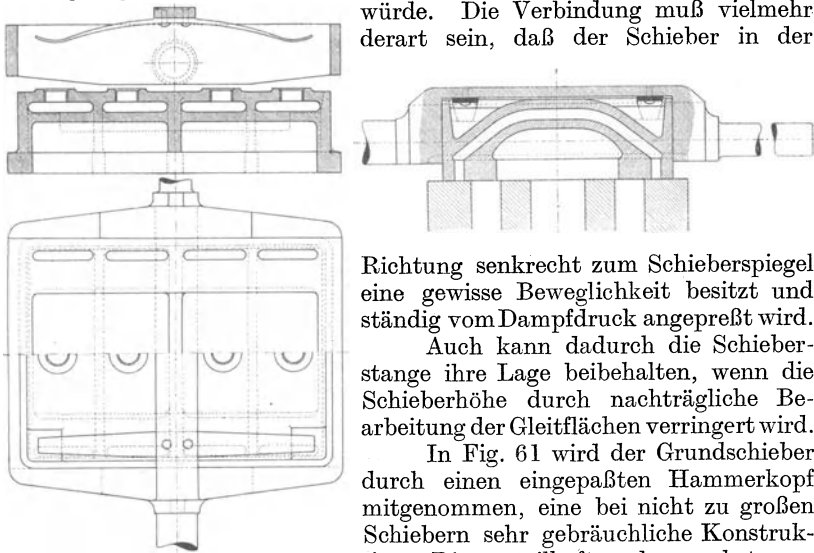 würde. Die Verbindung muß vielmehr
derart sein, daß der Schieber in der
Richtung senkrecht zum Schieberspiegel
eine gewisse Beweglichkeit besitzt und
ständig vom Dampfdruck angepreßt wird.
Auch kann dadurch die Schieber-
stange ihre Lage beibehalten, wenn die
Schieberhöhe durch nachträgliche Be-
arbeitung der Gleitflächen verringert wird.
In Fig. 61 wird der Grundschieber
durch einen eingepaßten Hammerkopf
mitgenommen, eine bei nicht zu großen
Schiebern sehr gebräuchliche Konstruk-